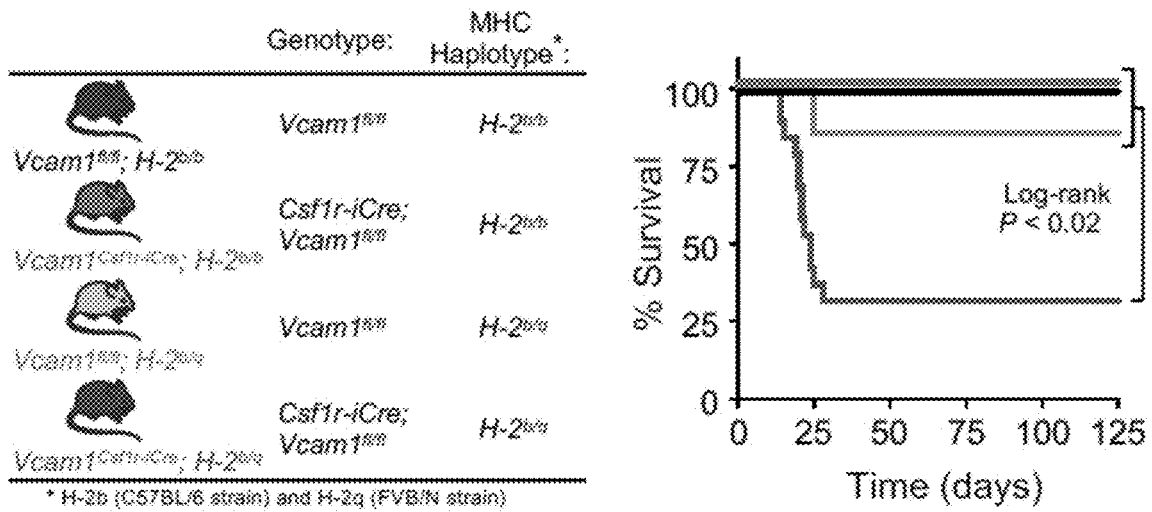 Genotype:
MHC
Haplotype*:
Vcam1fl/fl; H-2b/b
Vcam1fl/fl
H-2b/b
Vcam1Csf1r-iCre; H-2b/b
Csf1r-iCre;
Vcam1fl/fl
H-2b/b
Vcam1fl/fl; H-2b/q
Vcam1fl/fl
H-2b/q
Vcam1Csf1r-iCre; H-2b/q
Csf1r-iCre;
Vcam1fl/fl
H-2b/q
* H-2b (C57BL/6 strain) and H-2q (FVB/N strain)
% Survival
100
75
50
25
0
Log-rank
P < 0.02
0 25 50 75 100 125
Time (days)